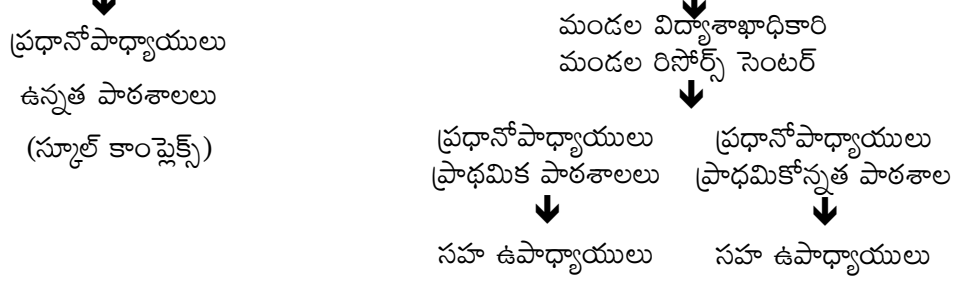 ప్రధానోపాధ్యాయులు
ఉన్నత పాఠశాలలు
(స్కూల్ కాంప్లెక్స్)
మండల విద్యాశాఖాధికారి
మండల రిసోర్స్ సెంటర్
ప్రధానోపాధ్యాయులు
ప్రాథమిక పాఠశాలలు
ప్రధానోపాధ్యాయులు
ప్రాధమికోన్నత పాఠశాల
సహ ఉపాధ్యాయులు
సహ ఉపాధ్యాయులు